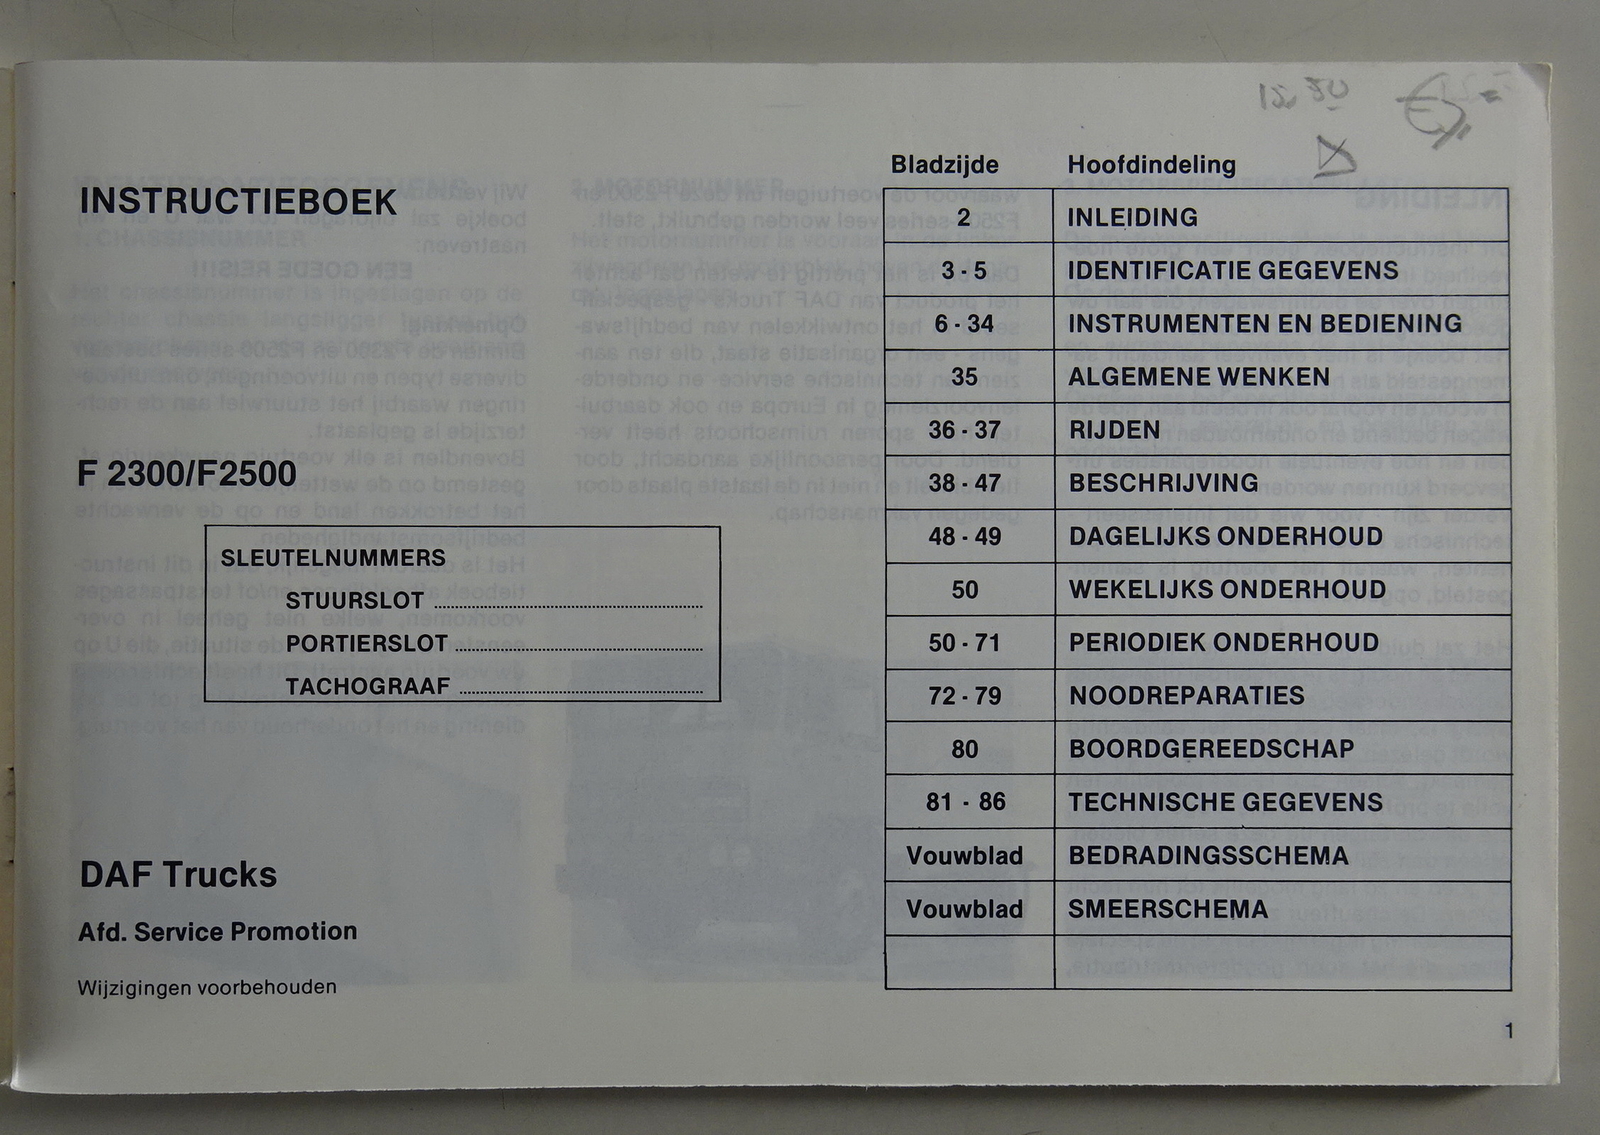 INSTRUCTIEBOEK
F 2300/F2500
SLEUTELNUMMERS
STUURSLOT
PORTIERSLOT
TACHOGRAAF
DAF Trucks
Afd. Service Promotion
Wijzigingen voorbehouden
Bladzijde Hoofdindeling
2 INLEIDING
3 - 5 IDENTIFICATIE GEGEVENS
6 - 34 INSTRUMENTEN EN BEDIENING
35 ALGEMENE WENKEN
36 - 37 RIJDEN
38 - 47 BESCHRIJVING
48 - 49 DAGELIJKS ONDERHOUD
50 WEKELIJKS ONDERHOUD
50 - 71 PERIODIEK ONDERHOUD
72 - 79 NOODREPARATIES
80 BOORDGEREEDSCHAP
81 - 86 TECHNISCHE GEGEVENS
Vouwblad BEDRADINGSSCHEMA
Vouwblad SMEERSCHEMA
1